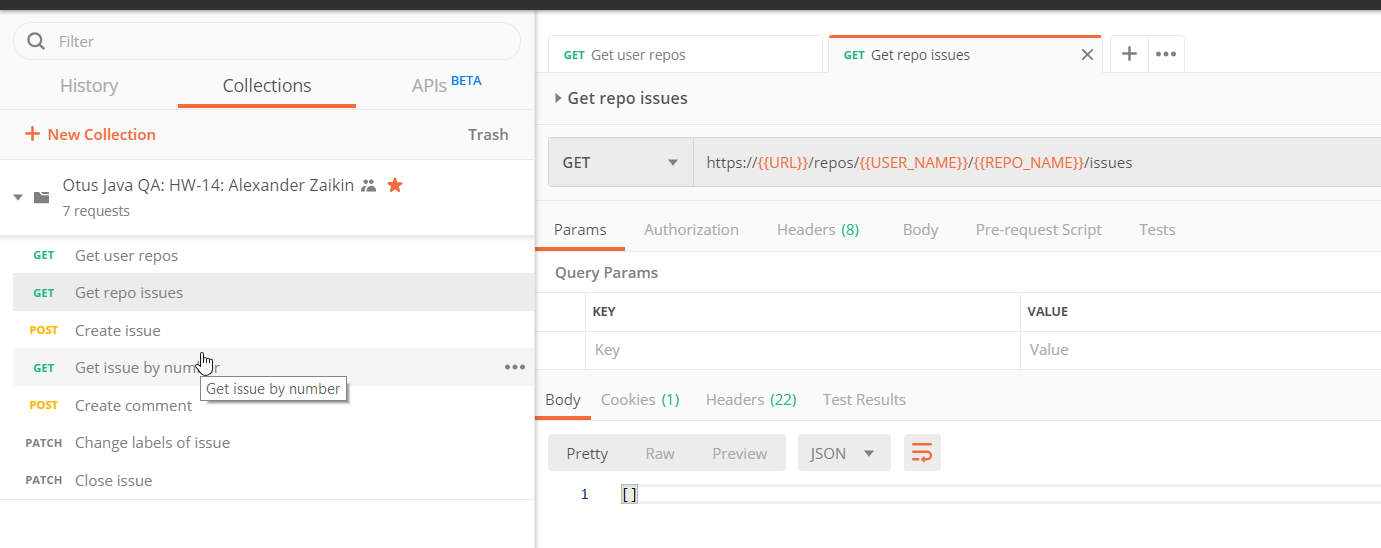 Filter
History Collections APIs BETA
+ New Collection Trash
Otus Java QA: HW-14: Alexander Zaikin
7 requests
GET Get user repos
GET Get repo issues
POST Create issue
GET Get issue by number
Get issue by number
POST Create comment
PATCH Change labels of issue
PATCH Close issue
GET Get user repos GET Get repo issues
Get repo issues
GET https://{{URL}}/repos/{{USER_NAME}}/{{REPO_NAME}}/issues
Params Authorization Headers (8) Body Pre-request Script Tests
Query Params
KEY VALUE
Key Value
Body Cookies (1) Headers (22) Test Results
Pretty Raw Preview JSON
1 []